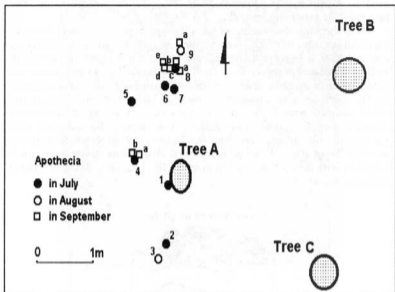 Tree B
a
9
e b a
d c 8
6 7
5
b a
4
Tree A
1
Apothecia
in July
in August
in September
0 1m
2
3
Tree C